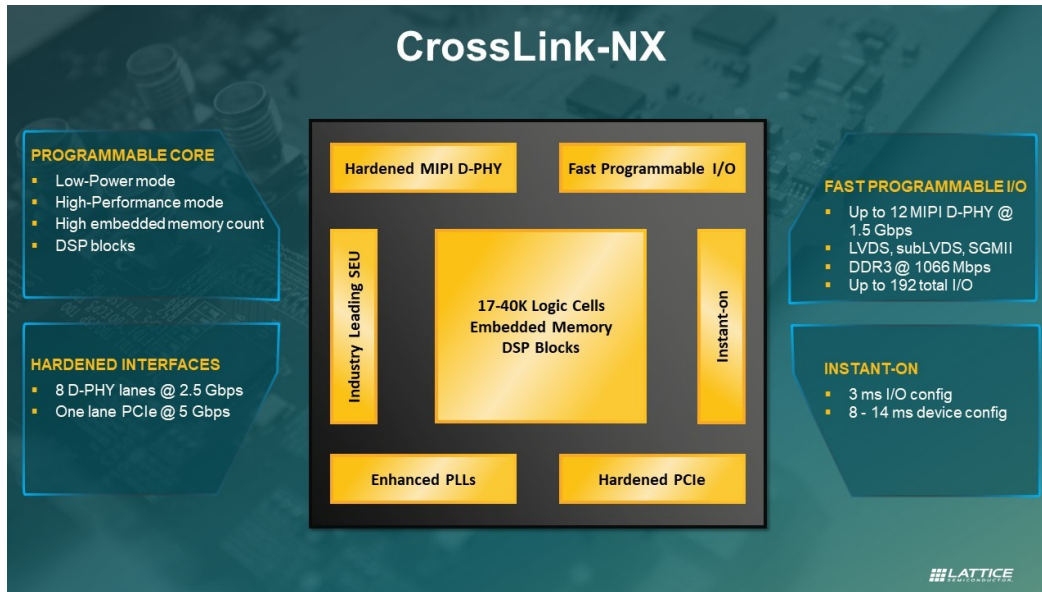 CrossLink-NX
PROGRAMMABLE CORE
Low-Power mode
High-Performance mode
High embedded memory count
DSP blocks
HARDENED INTERFACES
8 D-PHY lanes @ 2.5 Gbps
One lane PCIe @ 5 Gbps
Hardened MIPI D-PHY
Fast Programmable I/O
Industry Leading SEU
17-40K Logic Cells
Embedded Memory
DSP Blocks
Instant-on
Enhanced PLLs
Hardened PCIe
FAST PROGRAMMABLE I/O
Up to 12 MIPI D-PHY @
1.5 Gbps
LVDS, subLVDS, SGMII
DDR3 @ 1066 Mbps
Up to 192 total I/O
INSTANT-ON
3 ms I/O config
8 - 14 ms device config
LATTICE
SEMICONDUCTOR